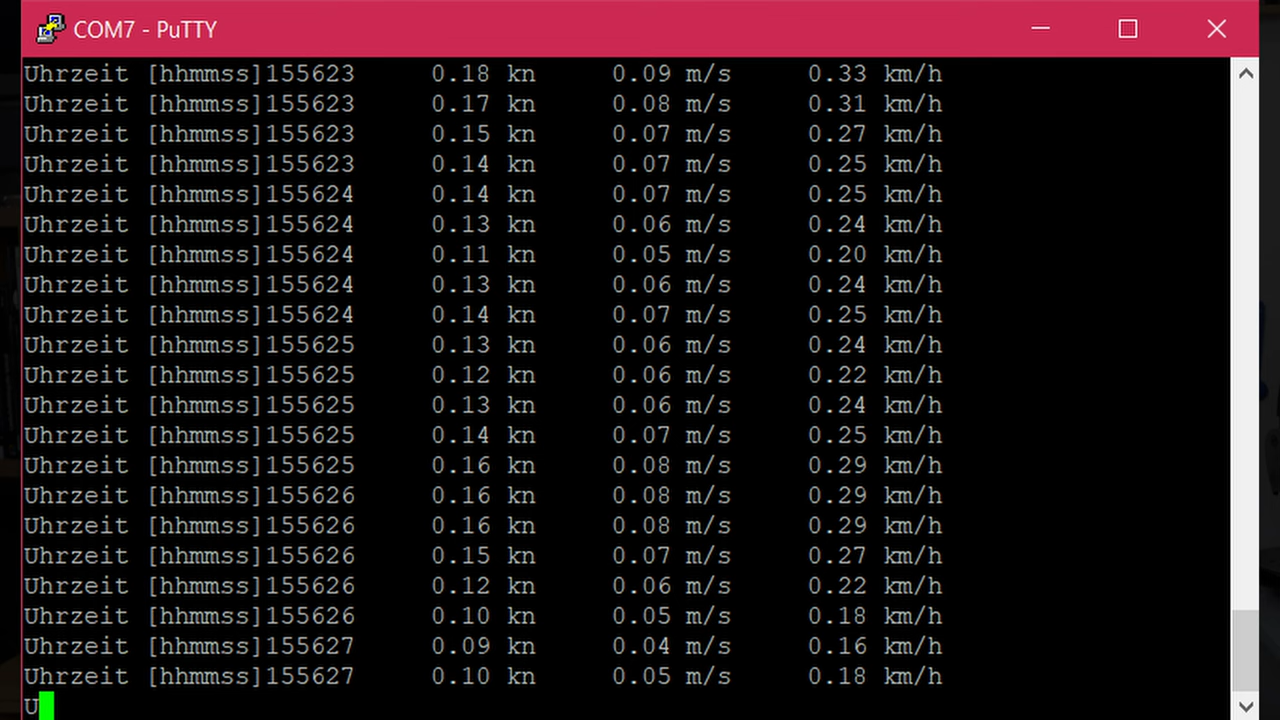 COM7 - PuTTY
Uhrzeit [hhmmss]155623 0.18 kn 0.09 m/s 0.33 km/h
Uhrzeit [hhmmss]155623 0.17 kn 0.08 m/s 0.31 km/h
Uhrzeit [hhmmss]155623 0.15 kn 0.07 m/s 0.27 km/h
Uhrzeit [hhmmss]155623 0.14 kn 0.07 m/s 0.25 km/h
Uhrzeit [hhmmss]155624 0.14 kn 0.07 m/s 0.25 km/h
Uhrzeit [hhmmss]155624 0.13 kn 0.06 m/s 0.24 km/h
Uhrzeit [hhmmss]155624 0.11 kn 0.05 m/s 0.20 km/h
Uhrzeit [hhmmss]155624 0.13 kn 0.06 m/s 0.24 km/h
Uhrzeit [hhmmss]155624 0.14 kn 0.07 m/s 0.25 km/h
Uhrzeit [hhmmss]155625 0.13 kn 0.06 m/s 0.24 km/h
Uhrzeit [hhmmss]155625 0.12 kn 0.06 m/s 0.22 km/h
Uhrzeit [hhmmss]155625 0.13 kn 0.06 m/s 0.24 km/h
Uhrzeit [hhmmss]155625 0.14 kn 0.07 m/s 0.25 km/h
Uhrzeit [hhmmss]155625 0.16 kn 0.08 m/s 0.29 km/h
Uhrzeit [hhmmss]155626 0.16 kn 0.08 m/s 0.29 km/h
Uhrzeit [hhmmss]155626 0.16 kn 0.08 m/s 0.29 km/h
Uhrzeit [hhmmss]155626 0.15 kn 0.07 m/s 0.27 km/h
Uhrzeit [hhmmss]155626 0.12 kn 0.06 m/s 0.22 km/h
Uhrzeit [hhmmss]155626 0.10 kn 0.05 m/s 0.18 km/h
Uhrzeit [hhmmss]155627 0.09 kn 0.04 m/s 0.16 km/h
Uhrzeit [hhmmss]155627 0.10 kn 0.05 m/s 0.18 km/h
U